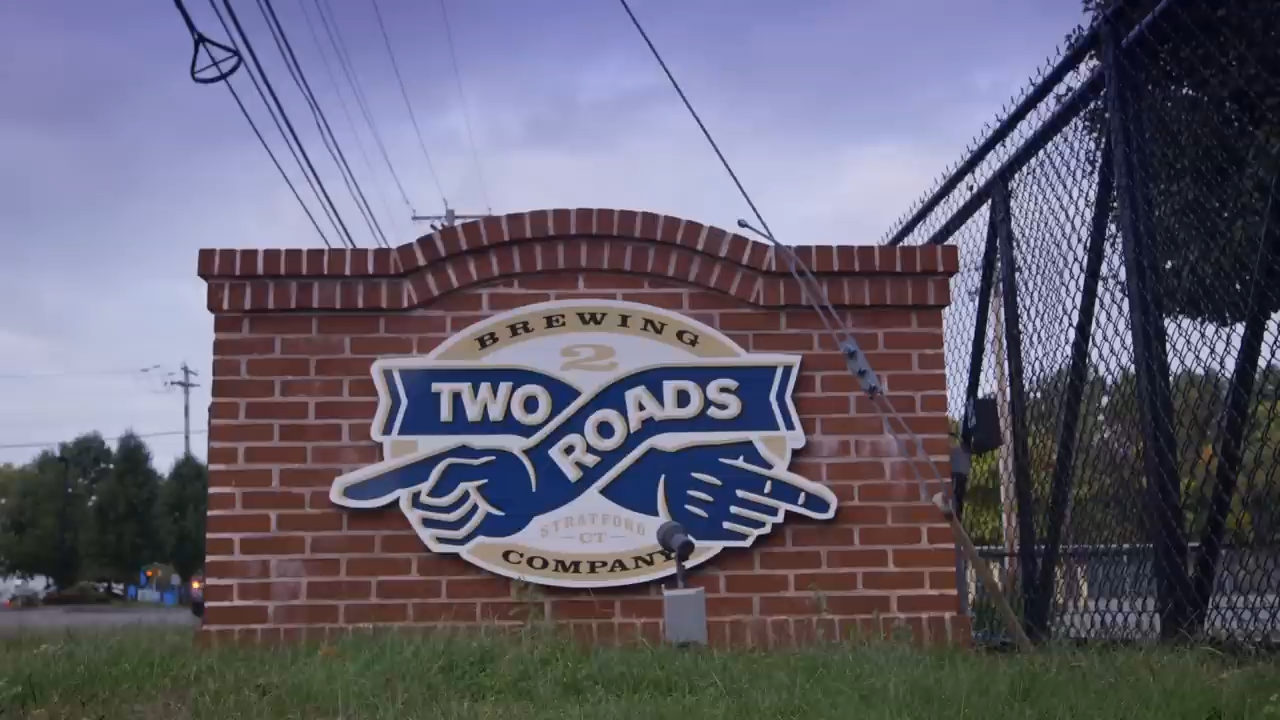 BREWING
2
TWO ROADS
STRATFORD
CT
COMPANY